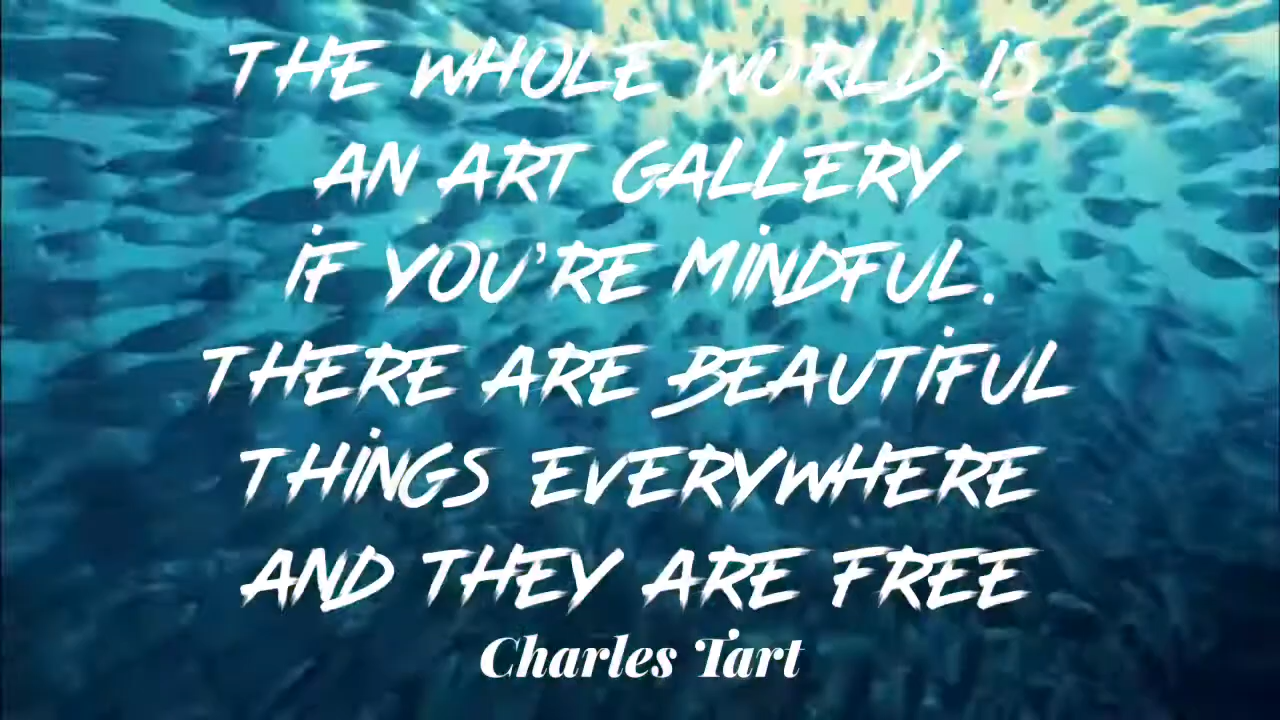 THE WHOLE WORLD IS
AN ART GALLERY
IF YOU'RE MINDFUL.
THERE ARE BEAUTIFUL
THINGS EVERYWHERE
AND THEY ARE FREE
Charles Tart